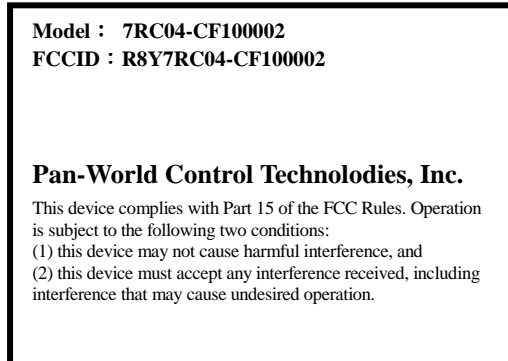 Model： 7RC04-CF100002
FCCID：R8Y7RC04-CF100002
Pan-World Control Technolodies, Inc.
This device complies with Part 15 of the FCC Rules. Operation
is subject to the following two conditions:
(1) this device may not cause harmful interference, and
(2) this device must accept any interference received, including
interference that may cause undesired operation.